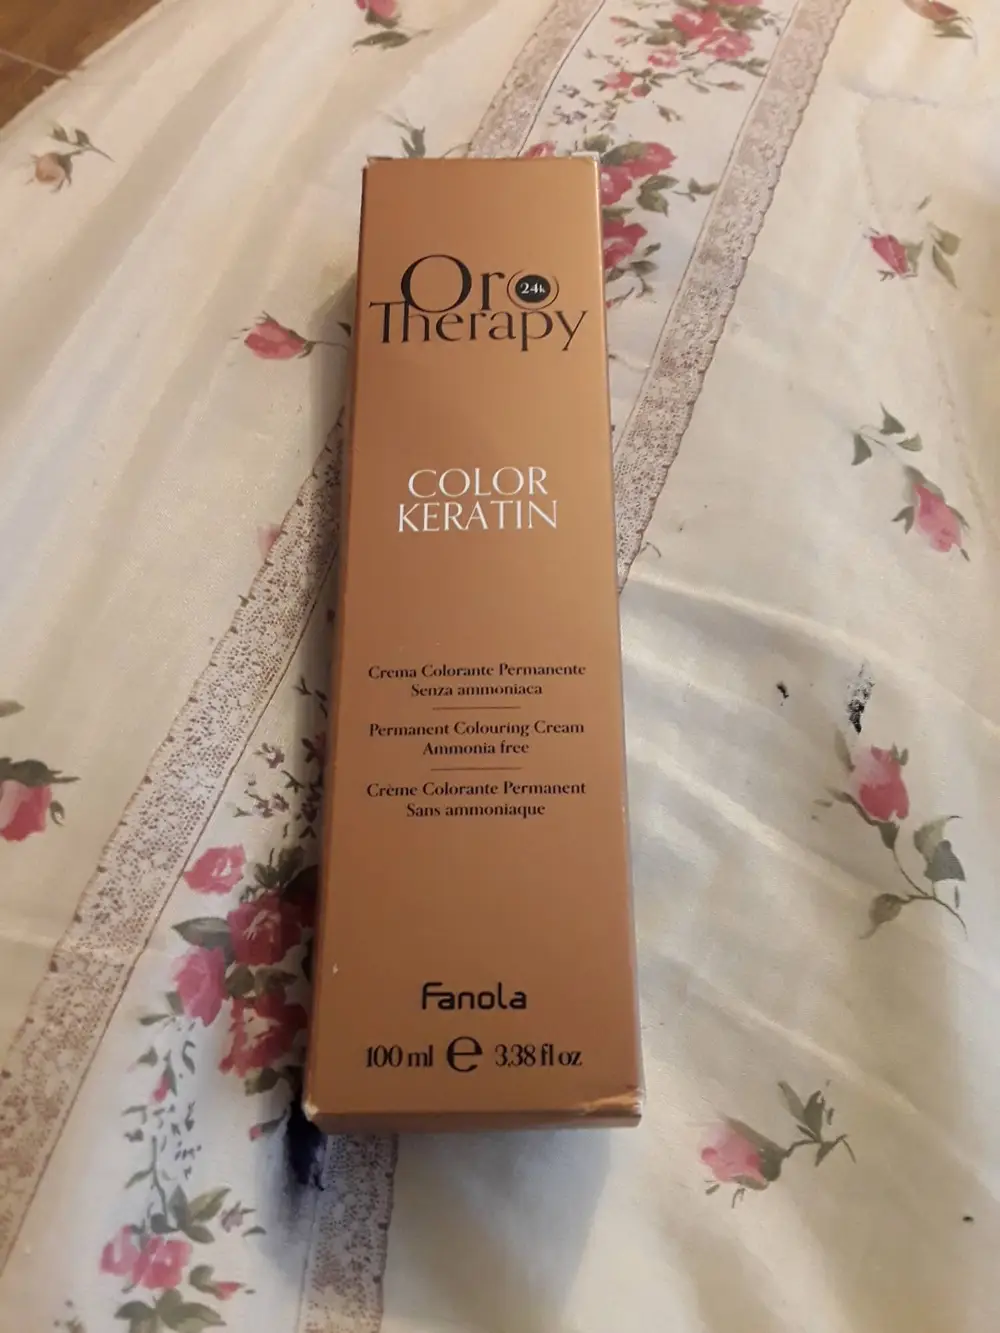 Oro
24k
Therapy
COLOR
KERATIN
Crema Colorante Permanente
Senza ammoniaca
Permanent Colouring Cream
Ammonia free
Crème Colorante Permanent
Sans ammoniaque
Fanola
100 ml e 3,38 fl oz